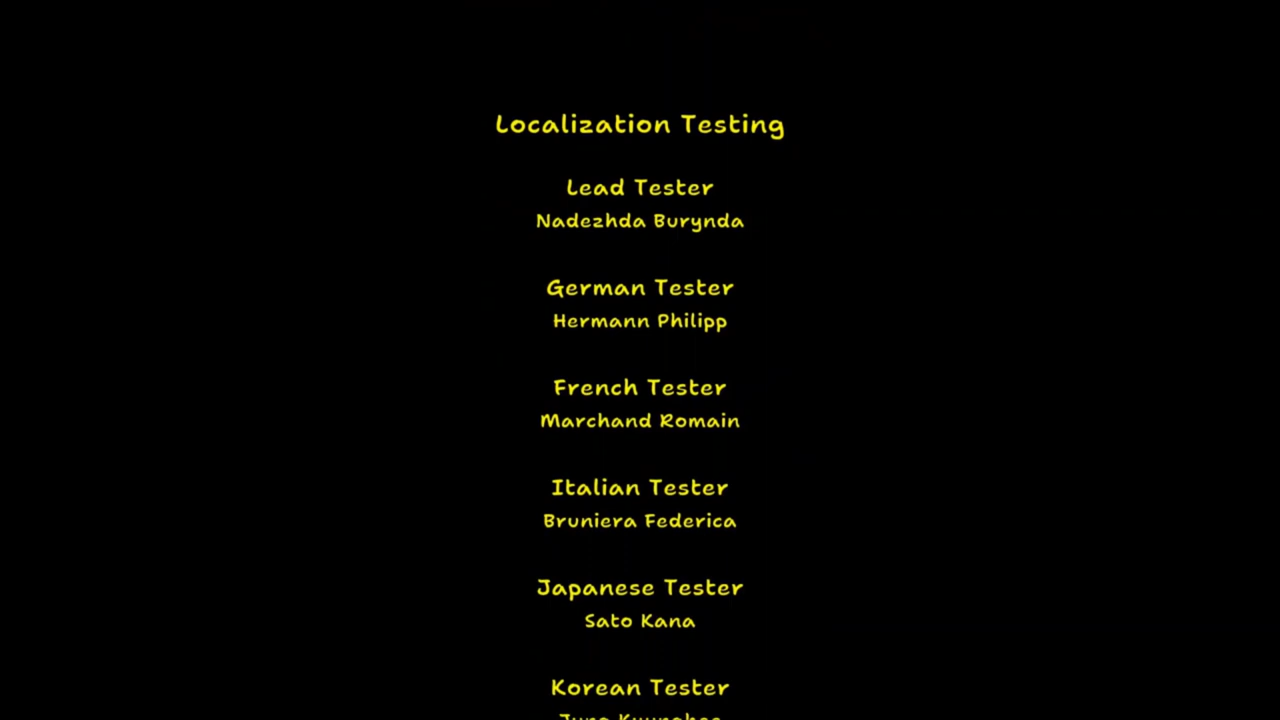 Localization Testing
Lead Tester
Nadezhda Burynda
German Tester
Hermann Philipp
French Tester
Marchand Romain
Italian Tester
Bruniera Federica
Japanese Tester
Sato Kana
Korean Tester